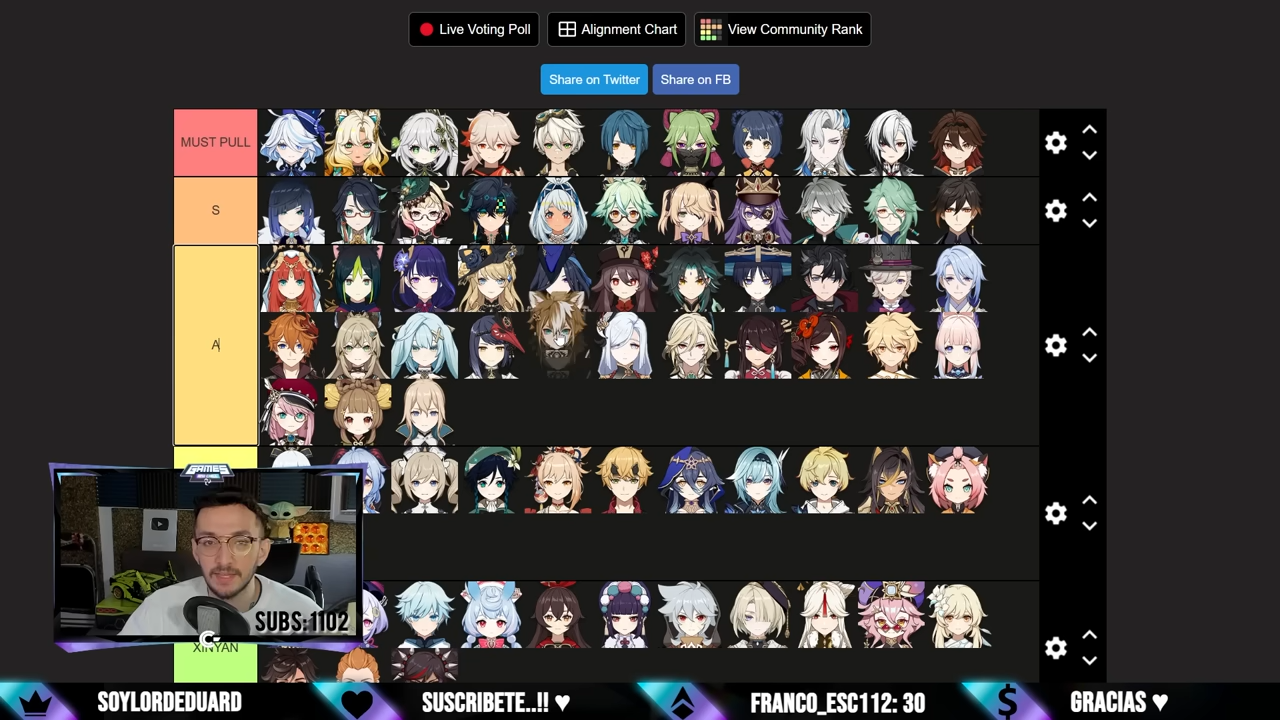 Live Voting Poll
Alignment Chart
View Community Rank
Share on Twitter
Share on FB
MUST PULL
S
A
GAMES
SUBS:1102
XINYAN
SOYLORDEDUARD
SUSCRIBETE..!! ♥
FRANCO_ESC112: 30
GRACIAS ♥